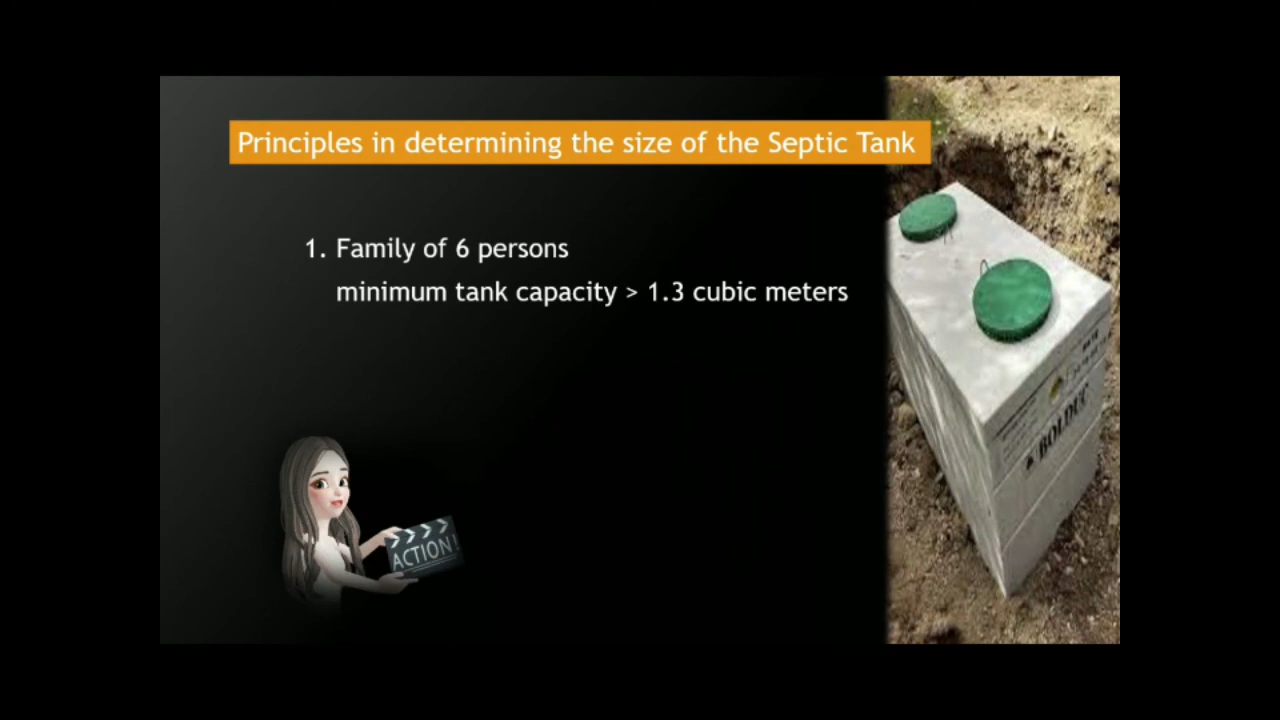 Principles in determining the size of the Septic Tank
1. Family of 6 persons
minimum tank capacity > 1.3 cubic meters
ACTION!
BOLDUC